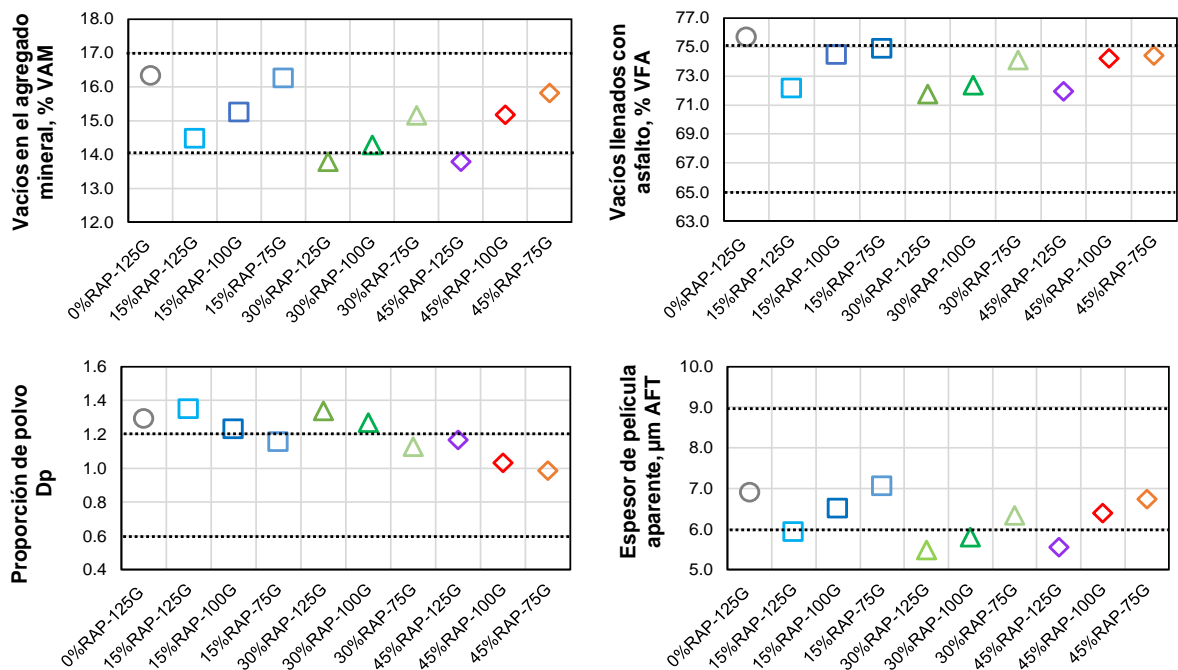 Vacíos en el agregado
mineral, % VAM
18.0
17.0
16.0
15.0
14.0
13.0
12.0
0%RAP-125G
15%RAP-125G
15%RAP-100G
15%RAP-75G
30%RAP-125G
30%RAP-100G
30%RAP-75G
45%RAP-125G
45%RAP-100G
45%RAP-75G
Vacíos llenados con
asfalto, % VFA
77.0
75.0
73.0
71.0
69.0
67.0
65.0
63.0
0%RAP-125G
15%RAP-125G
15%RAP-100G
15%RAP-75G
30%RAP-125G
30%RAP-100G
30%RAP-75G
45%RAP-125G
45%RAP-100G
45%RAP-75G
Proporción de polvo
Dp
1.6
1.4
1.2
1.0
0.8
0.6
0.4
0%RAP-125G
15%RAP-125G
15%RAP-100G
15%RAP-75G
30%RAP-125G
30%RAP-100G
30%RAP-75G
45%RAP-125G
45%RAP-100G
45%RAP-75G
Espesor de película
aparente, μm AFT
10.0
9.0
8.0
7.0
6.0
5.0
0%RAP-125G
15%RAP-125G
15%RAP-100G
15%RAP-75G
30%RAP-125G
30%RAP-100G
30%RAP-75G
45%RAP-125G
45%RAP-100G
45%RAP-75G